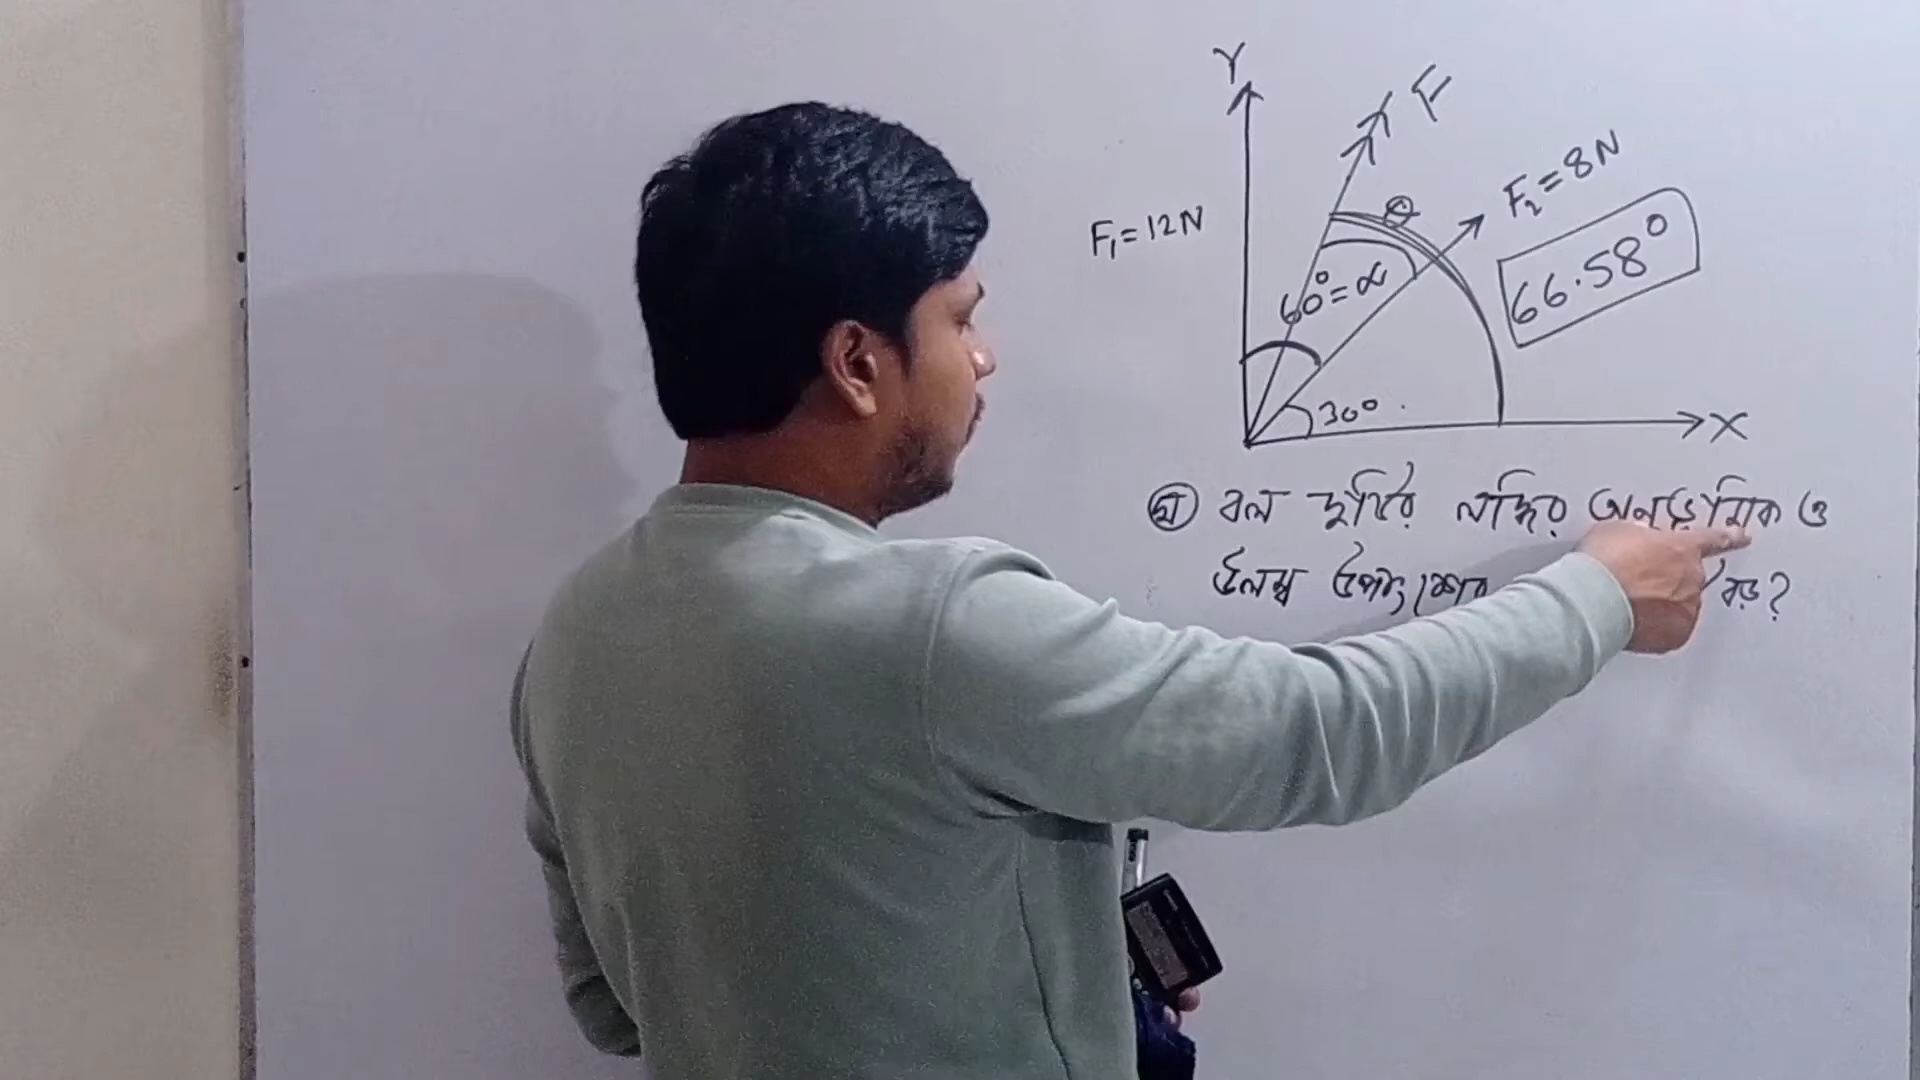 Y
F
F₂ = 8N
F₁ = 12N
θ
66.58°
60° = α
30°
X
ঘ বল দুটির লব্ধির অনুভূমিক ও
উলম্ব উপাংশের বড়?